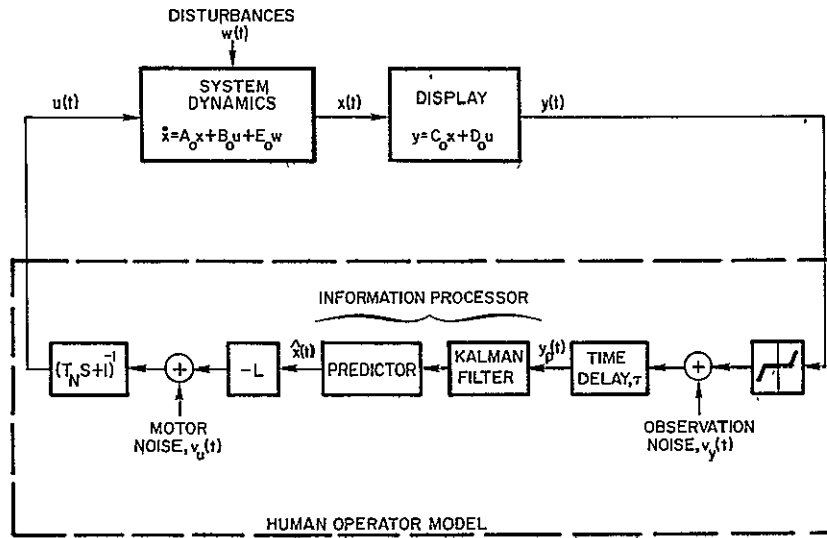 DISTURBANCES
w(t)
u(t)
SYSTEM
DYNAMICS
ẋ=A₀x+B₀u+E₀w
x(t)
DISPLAY
y=C₀x+D₀u
y(t)
INFORMATION PROCESSOR
(T_N S+I)⁻¹
-L
x̂(t)
PREDICTOR
KALMAN
FILTER
y_p(t)
TIME
DELAY,τ
MOTOR
NOISE, v_u(t)
OBSERVATION
NOISE, v_y(t)
HUMAN OPERATOR MODEL